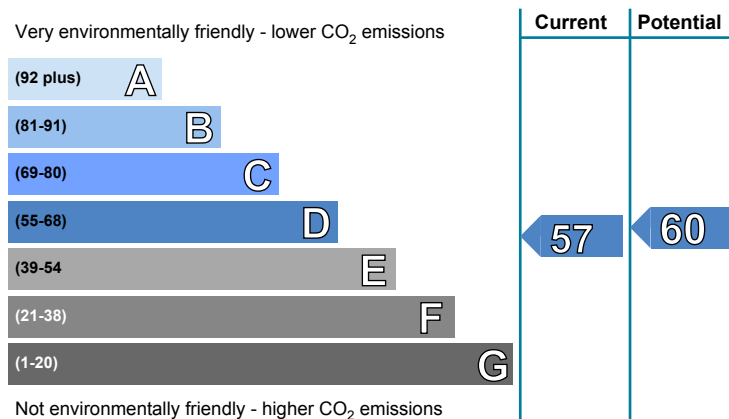 Current Potential
Very environmentally friendly - lower CO₂ emissions
(92 plus) A
(81-91) B
(69-80) C
(55-68) D
57 60
(39-54 E
(21-38) F
(1-20) G
Not environmentally friendly - higher CO₂ emissions